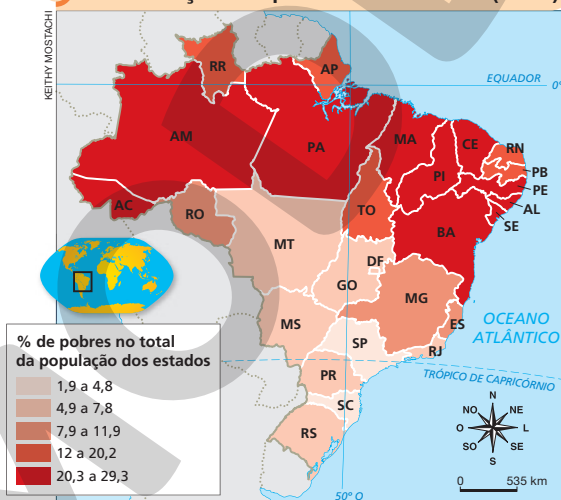 KEITHY MOSTACHI
EQUADOR
0°
RR
AP
AM
PA
MA
CE
RN
PB
PE
AL
SE
PI
AC
RO
TO
BA
MT
DF
GO
MG
ES
MS
SP
RJ
PR
SC
RS
OCEANO
ATLÂNTICO
TRÓPICO DE CAPRICÓRNIO
% de pobres no total
da população dos estados
1,9 a 4,8
4,9 a 7,8
7,9 a 11,9
12 a 20,2
20,3 a 29,3
N
NO NE
O L
SO SE
S
0 535 km
50° O